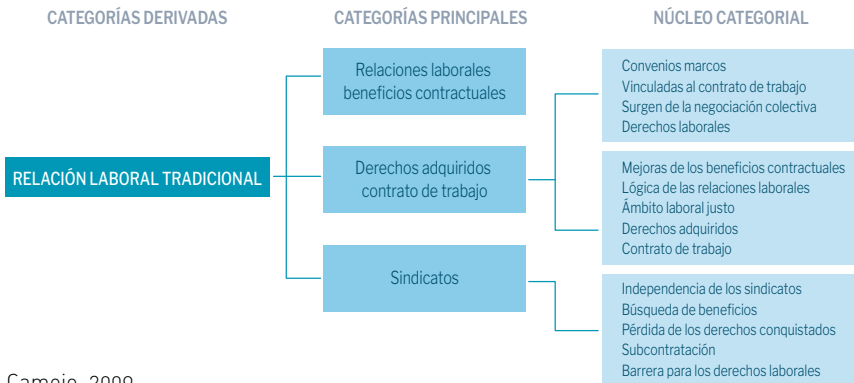 CATEGORÍAS DERIVADAS
CATEGORÍAS PRINCIPALES
NÚCLEO CATEGORIAL
RELACIÓN LABORAL TRADICIONAL
Relaciones laborales
beneficios contractuales
Derechos adquiridos
contrato de trabajo
Sindicatos
Convenios marcos
Vinculadas al contrato de trabajo
Surgen de la negociación colectiva
Derechos laborales
Mejoras de los beneficios contractuales
Lógica de las relaciones laborales
Ámbito laboral justo
Derechos adquiridos
Contrato de trabajo
Independencia de los sindicatos
Búsqueda de beneficios
Pérdida de los derechos conquistados
Subcontratación
Barrera para los derechos laborales